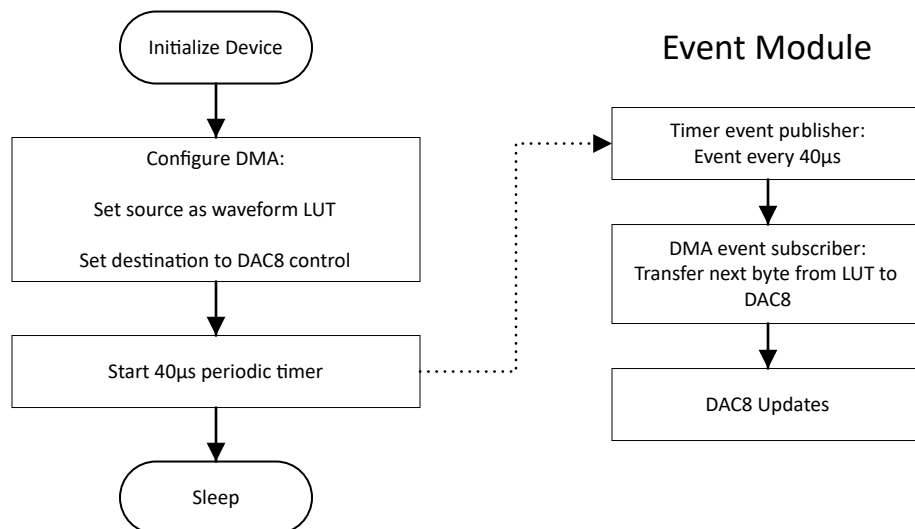 Initialize Device
Configure DMA:
Set source as waveform LUT
Set destination to DAC8 control
Start 40µs periodic timer
Sleep
Event Module
Timer event publisher:
Event every 40µs
DMA event subscriber:
Transfer next byte from LUT to
DAC8
DAC8 Updates